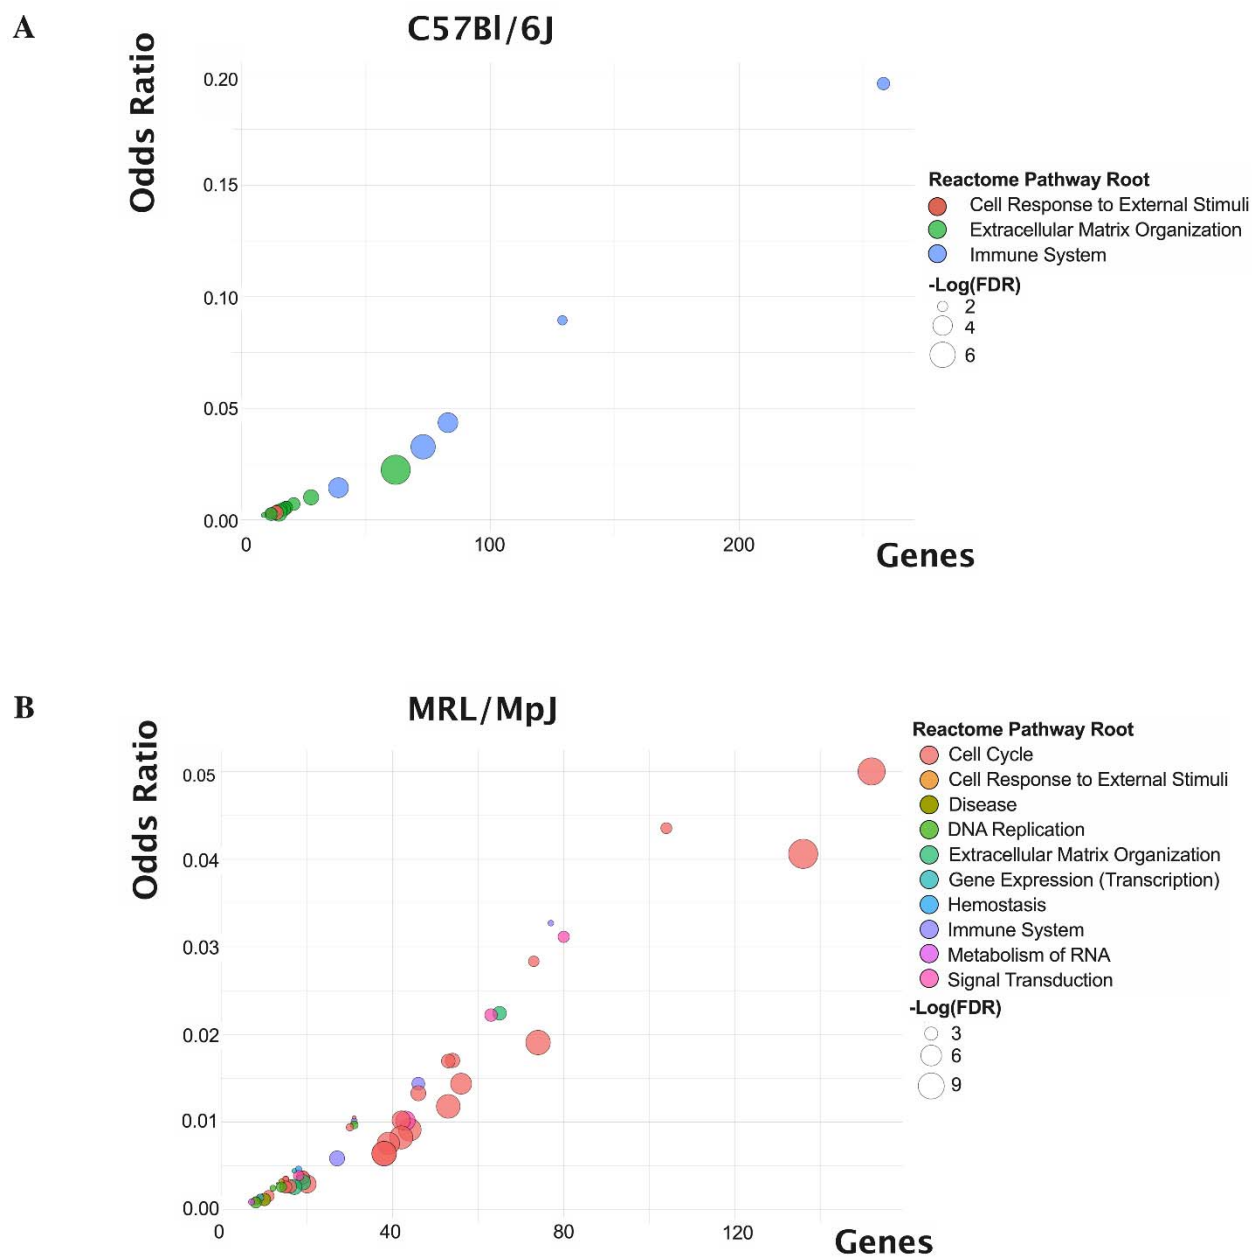 A
C57Bl/6J
Odds Ratio
0.20
0.15
0.10
0.05
0.00
0
100
200
Genes
Reactome Pathway Root
Cell Response to External Stimuli
Extracellular Matrix Organization
Immune System
-Log(FDR)
2
4
6
B
MRL/MpJ
Odds Ratio
0.05
0.04
0.03
0.02
0.01
0.00
0
40
80
120
Genes
Reactome Pathway Root
Cell Cycle
Cell Response to External Stimuli
Disease
DNA Replication
Extracellular Matrix Organization
Gene Expression (Transcription)
Hemostasis
Immune System
Metabolism of RNA
Signal Transduction
-Log(FDR)
3
6
9